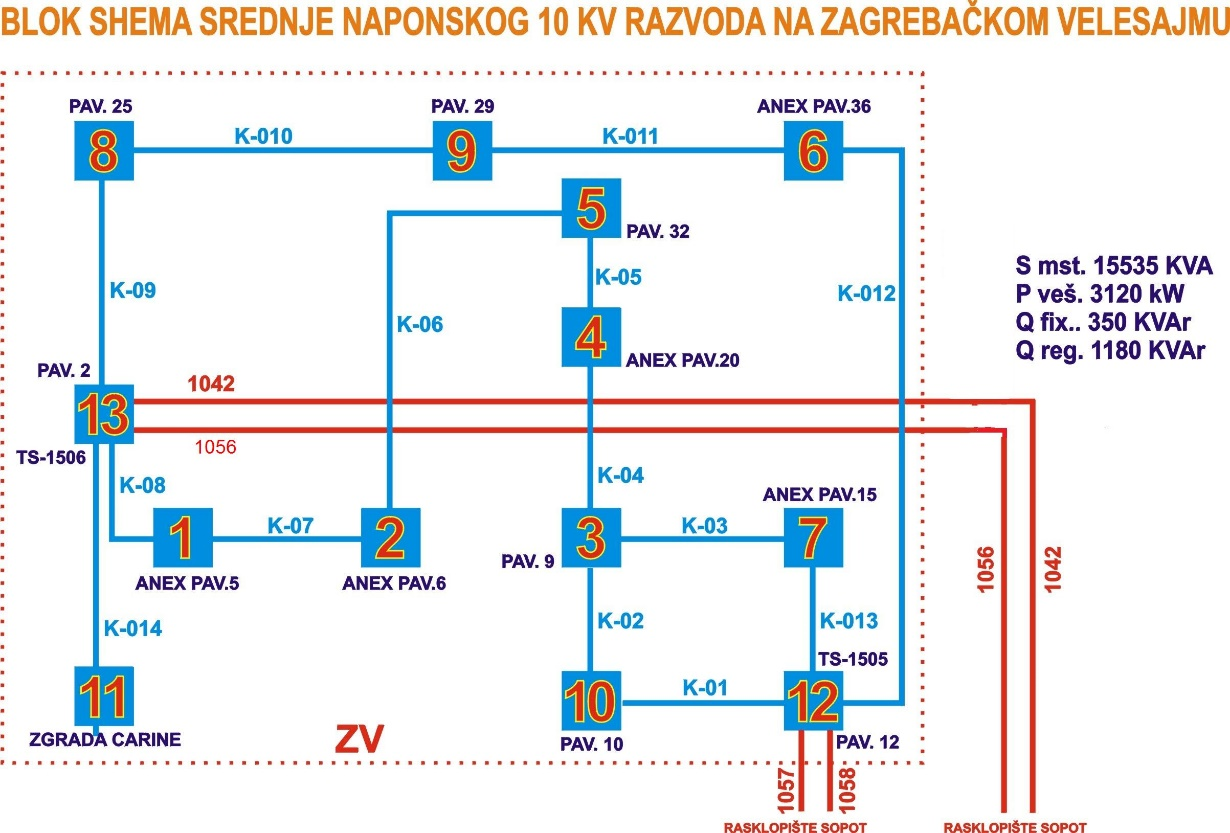 BLOK SHEMA SREDNJE NAPONSKOG 10 KV RAZVODA NA ZAGREBAČKOM VELESAJMU
PAV. 25
PAV. 29
ANEX PAV.36
8
K-010
9
K-011
6
5
PAV. 32
K-09
K-05
K-012
S mst. 15535 KVA
P veš. 3120 kW
Q fix.. 350 KVAr
Q reg. 1180 KVAr
K-06
4
ANEX PAV.20
PAV. 2
1042
13
1056
TS-1506
K-08
K-04
ANEX PAV.15
1
K-07
2
3
K-03
7
PAV. 9
ANEX PAV.5
ANEX PAV.6
1056
1042
K-014
K-02
K-013
TS-1505
11
10
K-01
12
ZGRADA CARINE
ZV
PAV. 10
PAV. 12
1057
1058
RASKLOPIŠTE SOPOT
RASKLOPIŠTE SOPOT